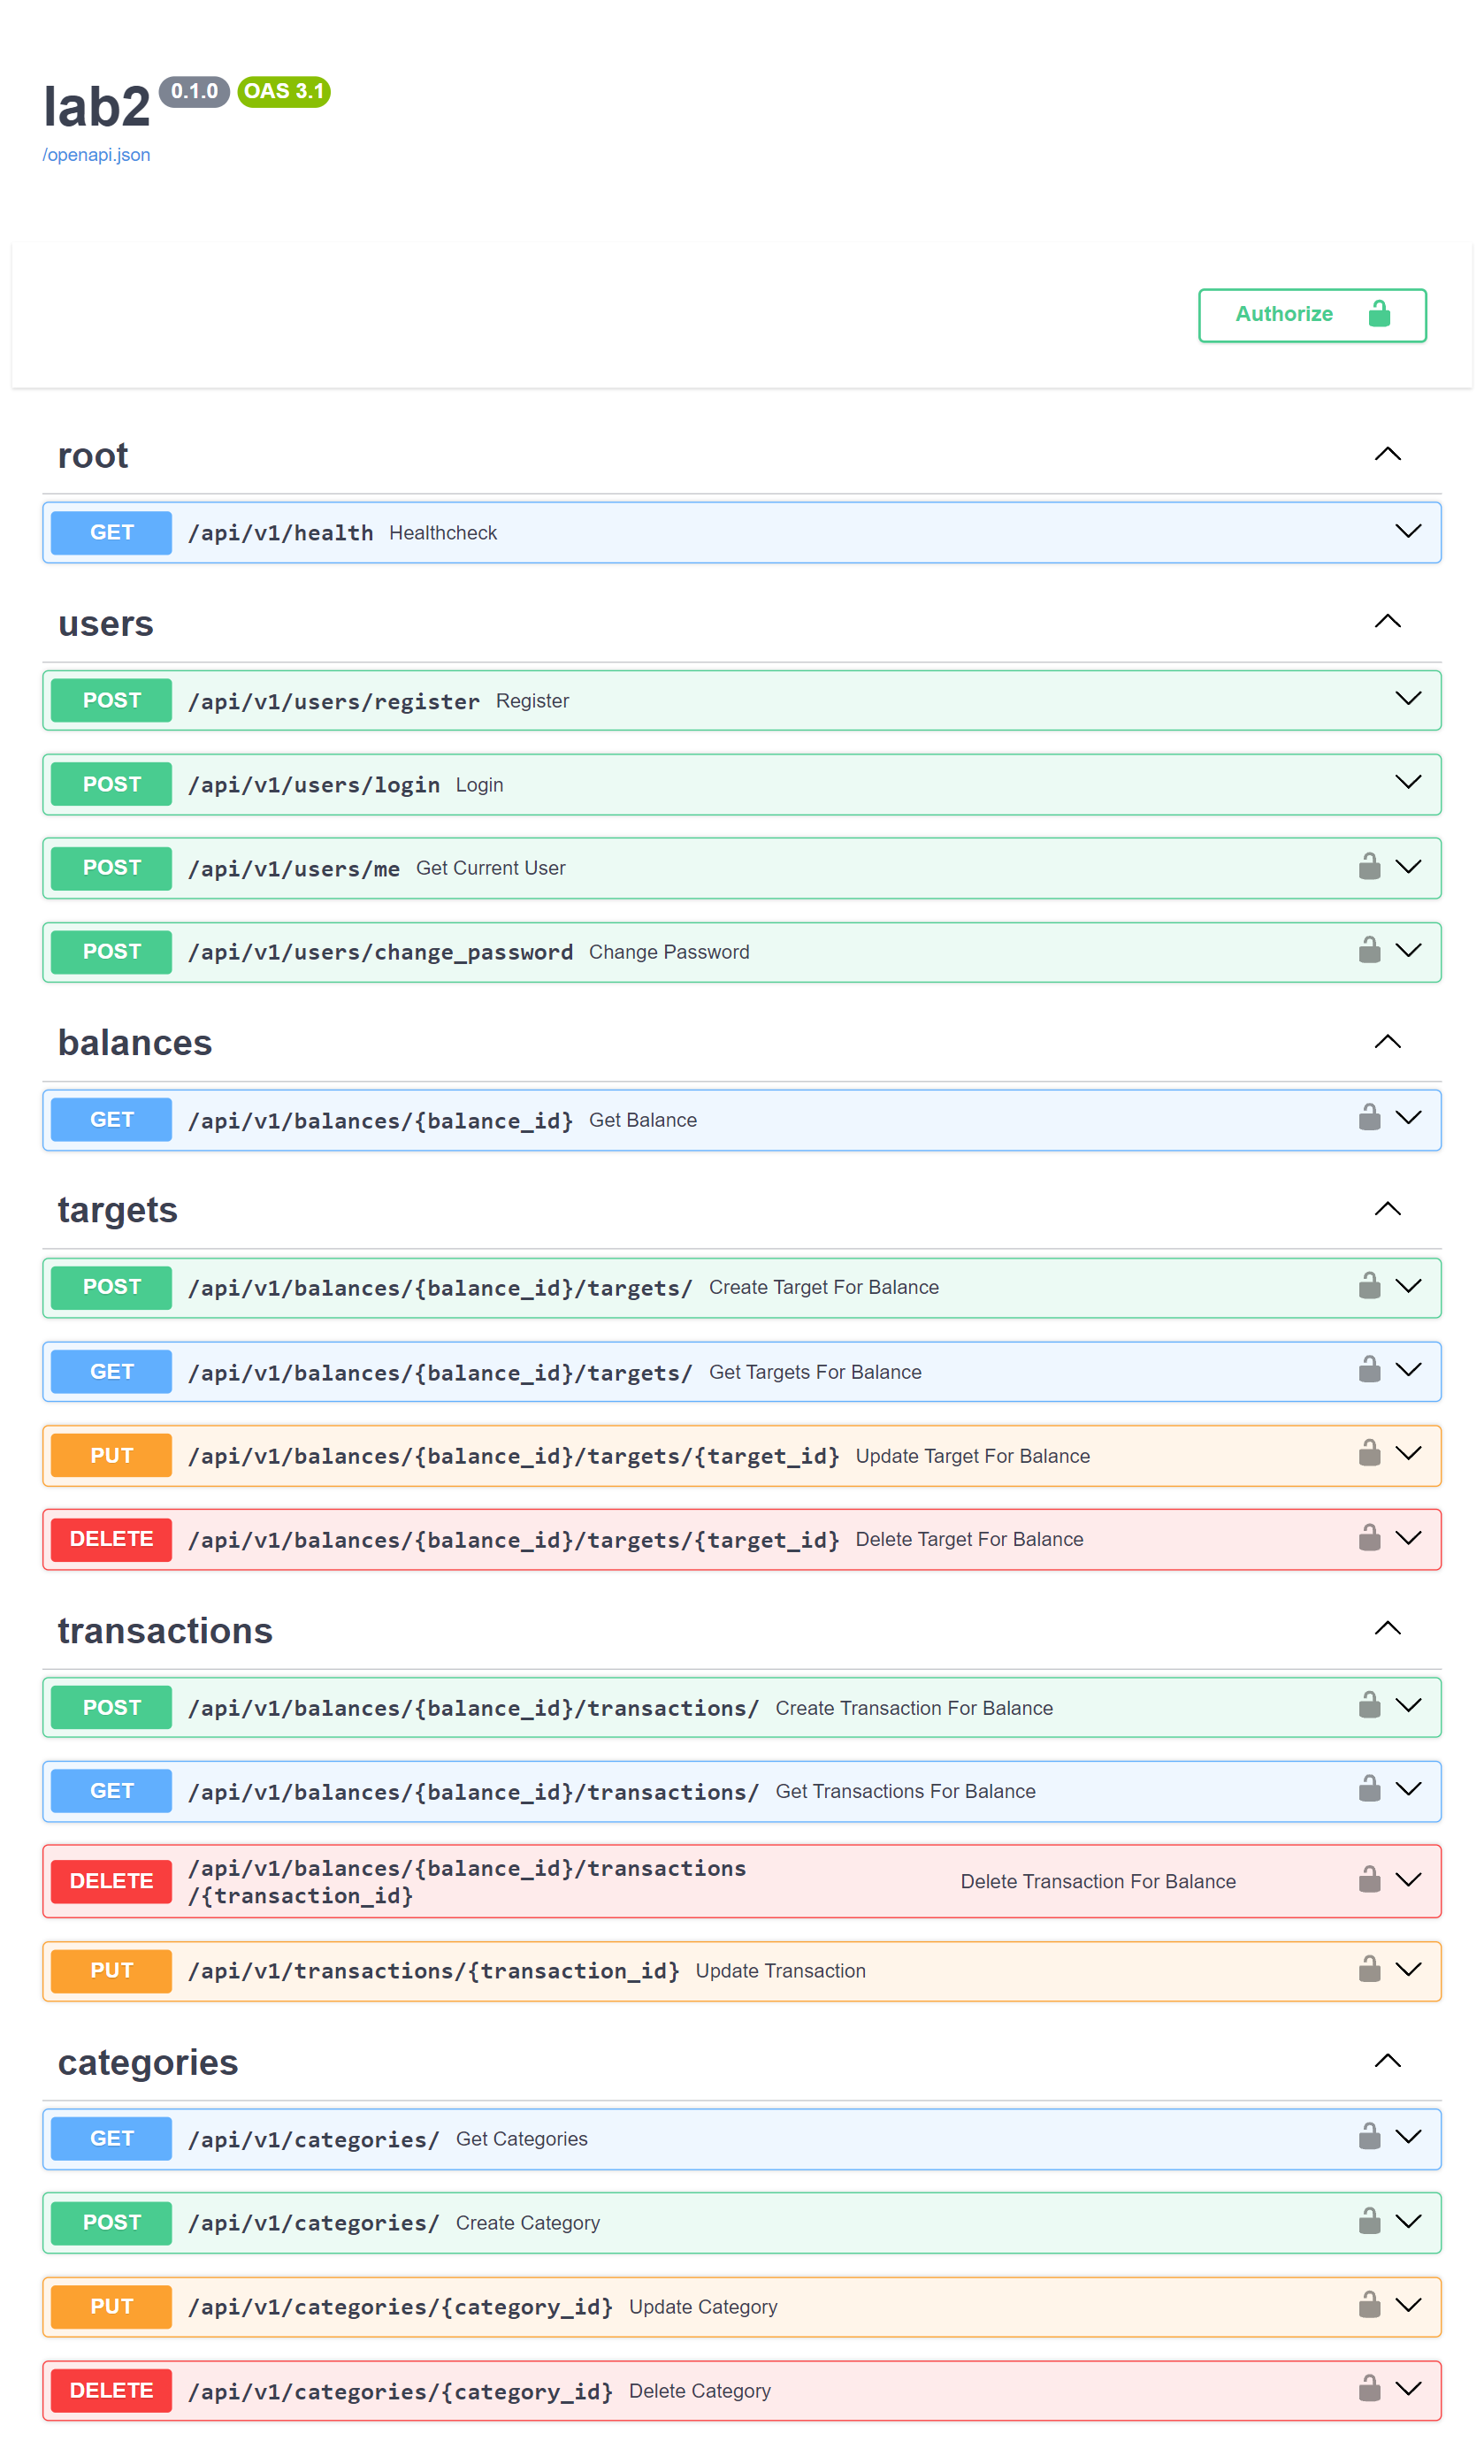 lab2 0.1.0 OAS 3.1
/openapi.json
Authorize
root
GET /api/v1/health Healthcheck
users
POST /api/v1/users/register Register
POST /api/v1/users/login Login
POST /api/v1/users/me Get Current User
POST /api/v1/users/change_password Change Password
balances
GET /api/v1/balances/{balance_id} Get Balance
targets
POST /api/v1/balances/{balance_id}/targets/ Create Target For Balance
GET /api/v1/balances/{balance_id}/targets/ Get Targets For Balance
PUT /api/v1/balances/{balance_id}/targets/{target_id} Update Target For Balance
DELETE /api/v1/balances/{balance_id}/targets/{target_id} Delete Target For Balance
transactions
POST /api/v1/balances/{balance_id}/transactions/ Create Transaction For Balance
GET /api/v1/balances/{balance_id}/transactions/ Get Transactions For Balance
DELETE /api/v1/balances/{balance_id}/transactions
/{transaction_id} Delete Transaction For Balance
PUT /api/v1/transactions/{transaction_id} Update Transaction
categories
GET /api/v1/categories/ Get Categories
POST /api/v1/categories/ Create Category
PUT /api/v1/categories/{category_id} Update Category
DELETE /api/v1/categories/{category_id} Delete Category